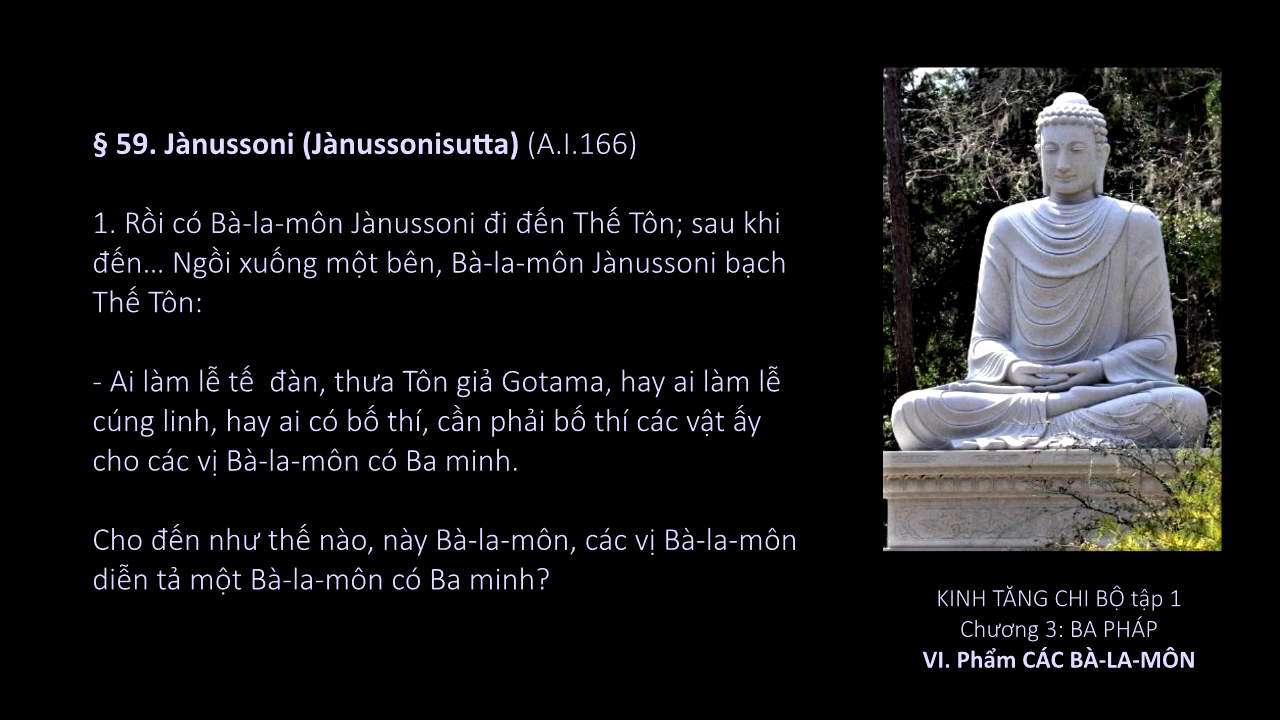 § 59. Jànussoni (Jànussonisutta) (A.I.166)
1. Rồi có Bà-la-môn Jànussoni đi đến Thế Tôn; sau khi
đến... Ngồi xuống một bên, Bà-la-môn Jànussoni bạch
Thế Tôn:
- Ai làm lễ tế  đàn, thưa Tôn giả Gotama, hay ai làm lễ
cúng linh, hay ai có bố thí, cần phải bố thí các vật ấy
cho các vị Bà-la-môn có Ba minh.
Cho đến như thế nào, này Bà-la-môn, các vị Bà-la-môn
diễn tả một Bà-la-môn có Ba minh?
KINH TĂNG CHI BỘ tập 1
Chương 3: BA PHÁP
VI. Phẩm CÁC BÀ-LA-MÔN